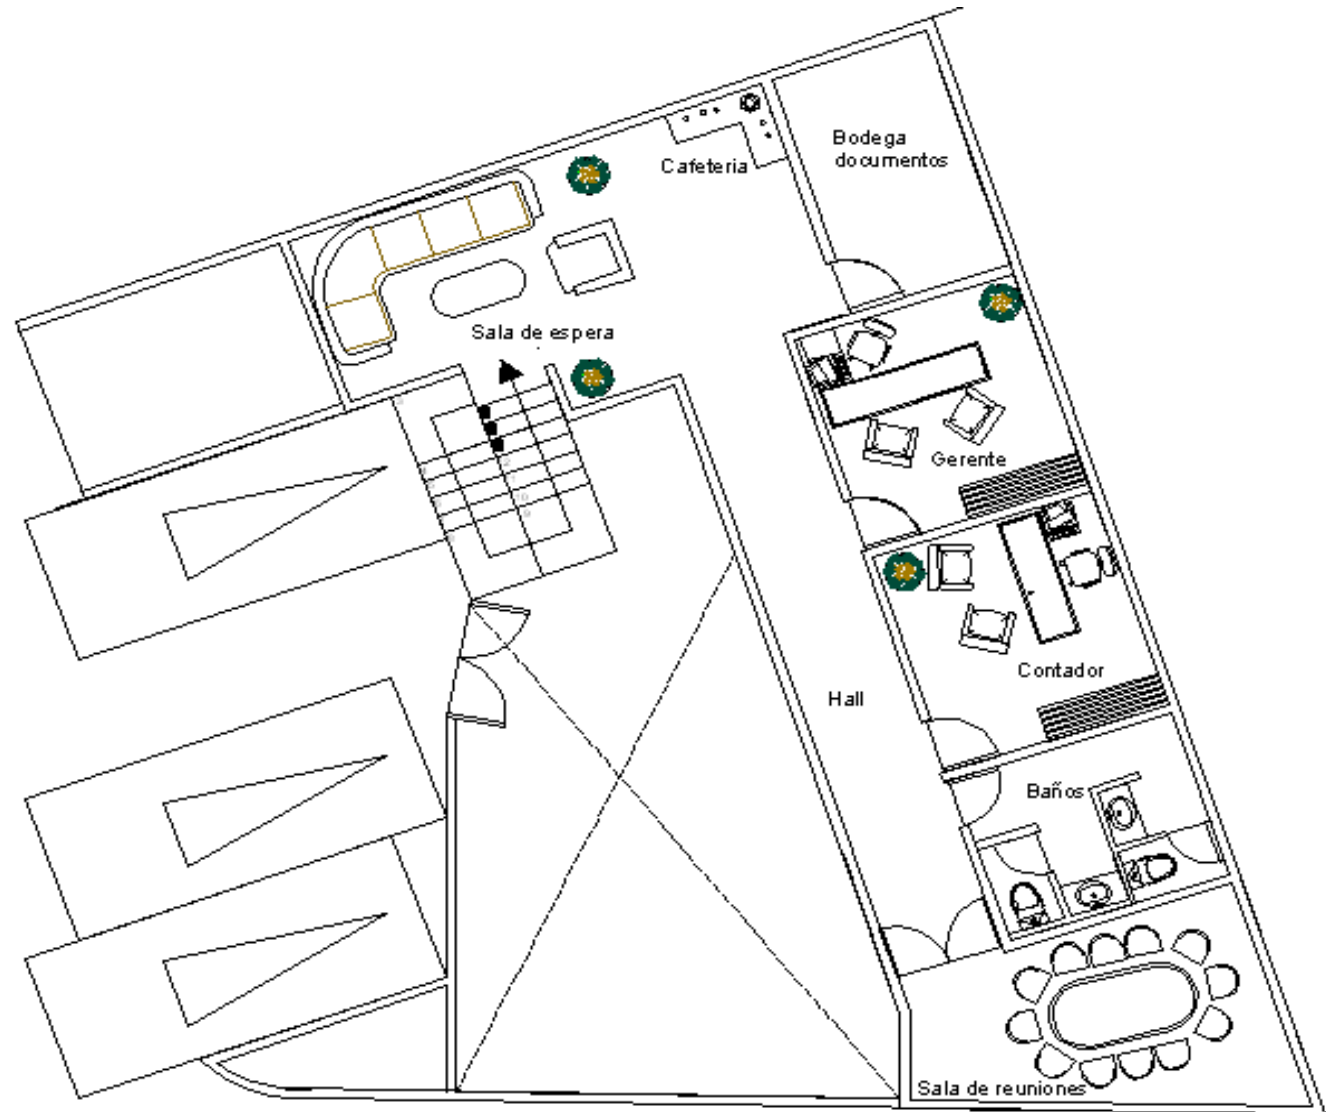 Bodega
documentos
Cafeteria
Sala de espera
Gerente
Contador
Hall
Baños
Sala de reuniones